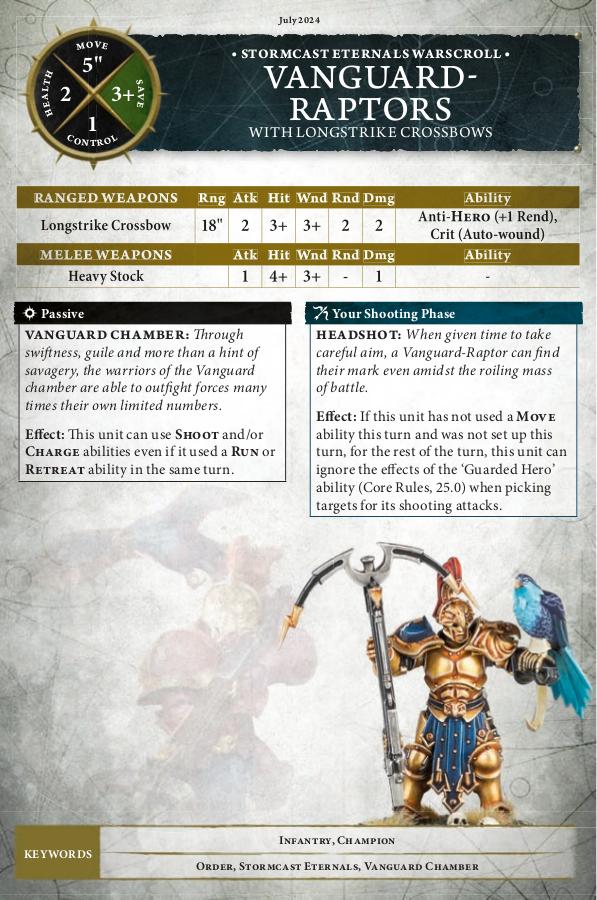 July 2024
MOVE
5"
HEALTH
2
3+
SAVE
1
CONTROL
• STORMCAST ETERNALS WARSCROLL •
VANGUARD-
RAPTORS
WITH LONGSTRIKE CROSSBOWS
RANGED WEAPONS Rng Atk Hit Wnd Rnd Dmg Ability
Longstrike Crossbow 18" 2 3+ 3+ 2 2 Anti-HERO (+1 Rend),
Crit (Auto-wound)
MELEE WEAPONS Atk Hit Wnd Rnd Dmg Ability
Heavy Stock 1 4+ 3+ - 1 -
Passive
VANGUARD CHAMBER: Through
swiftness, guile and more than a hint of
savagery, the warriors of the Vanguard
chamber are able to outfight forces many
times their own limited numbers.
Effect: This unit can use SHOOT and/or
CHARGE abilities even if it used a RUN or
RETREAT ability in the same turn.
Your Shooting Phase
HEADSHOT: When given time to take
careful aim, a Vanguard-Raptor can find
their mark even amidst the roiling mass
of battle.
Effect: If this unit has not used a MOVE
ability this turn and was not set up this
turn, for the rest of the turn, this unit can
ignore the effects of the ‘Guarded Hero’
ability (Core Rules, 25.0) when picking
targets for its shooting attacks.
KEYWORDS
INFANTRY, CHAMPION
ORDER, STORMCAST ETERNALS, VANGUARD CHAMBER